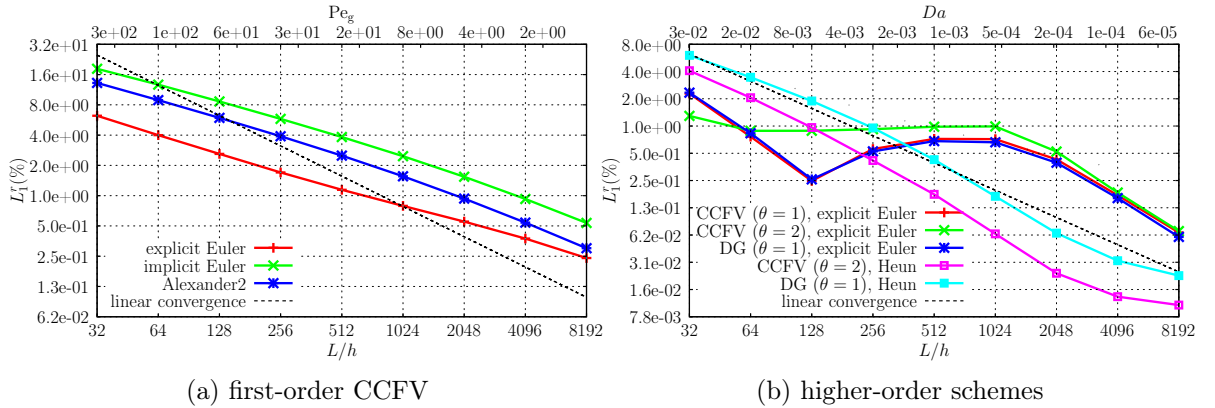 Pe_g
3e+02 1e+02 6e+01 3e+01 2e+01 8e+00 4e+00 2e+00
3.2e+01
1.6e+01
8.0e+00
4.0e+00
2.0e+00
1.0e+00
5.0e-01
2.5e-01
1.3e-01
6.2e-02
L_1^r(%)
explicit Euler
implicit Euler
Alexander2
linear convergence
32 64 128 256 512 1024 2048 4096 8192
L/h
(a) first-order CCFV
Da
3e-02 2e-02 8e-03 4e-03 2e-03 1e-03 5e-04 2e-04 1e-04 6e-05
8.0e+00
4.0e+00
2.0e+00
1.0e+00
5.0e-01
2.5e-01
1.3e-01
6.2e-02
3.1e-02
1.6e-02
7.8e-03
L_1^r(%)
CCFV (θ = 1), explicit Euler
CCFV (θ = 2), explicit Euler
DG (θ = 1), explicit Euler
CCFV (θ = 2), Heun
DG (θ = 1), Heun
linear convergence
32 64 128 256 512 1024 2048 4096 8192
L/h
(b) higher-order schemes